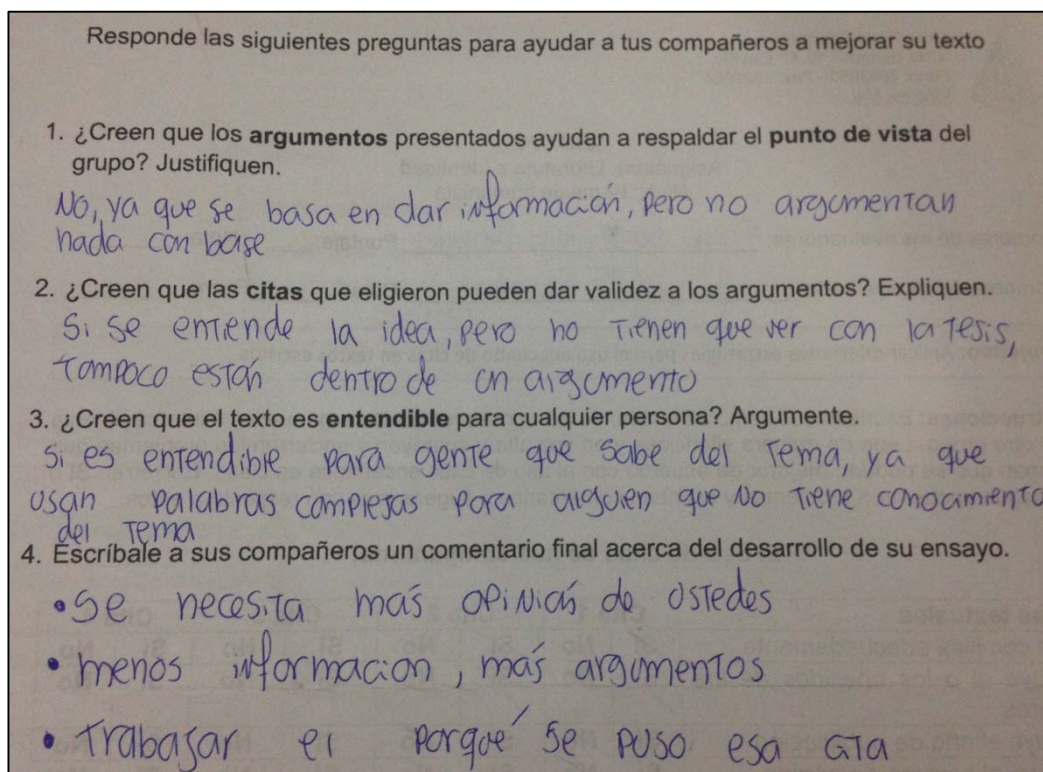 Responde las siguientes preguntas para ayudar a tus compañeros a mejorar su texto
1. ¿Creen que los argumentos presentados ayudan a respaldar el punto de vista del
grupo? Justifiquen.
No, ya que se basa en dar información, pero no argumentan
nada con base
2. ¿Creen que las citas que eligieron pueden dar validez a los argumentos? Expliquen.
Si se entiende la idea, pero no tienen que ver con la tesis,
tampoco están dentro de un argumento
3. ¿Creen que el texto es entendible para cualquier persona? Argumente.
Si es entendible para gente que sabe del tema, ya que
usan palabras complejas para alguien que no tiene conocamiento
del tema
4. Escríbale a sus compañeros un comentario final acerca del desarrollo de su ensayo.
• Se necesita más opinión de ustedes
• menos información, más argumentos
• Trabajar el porqué se puso esa cita